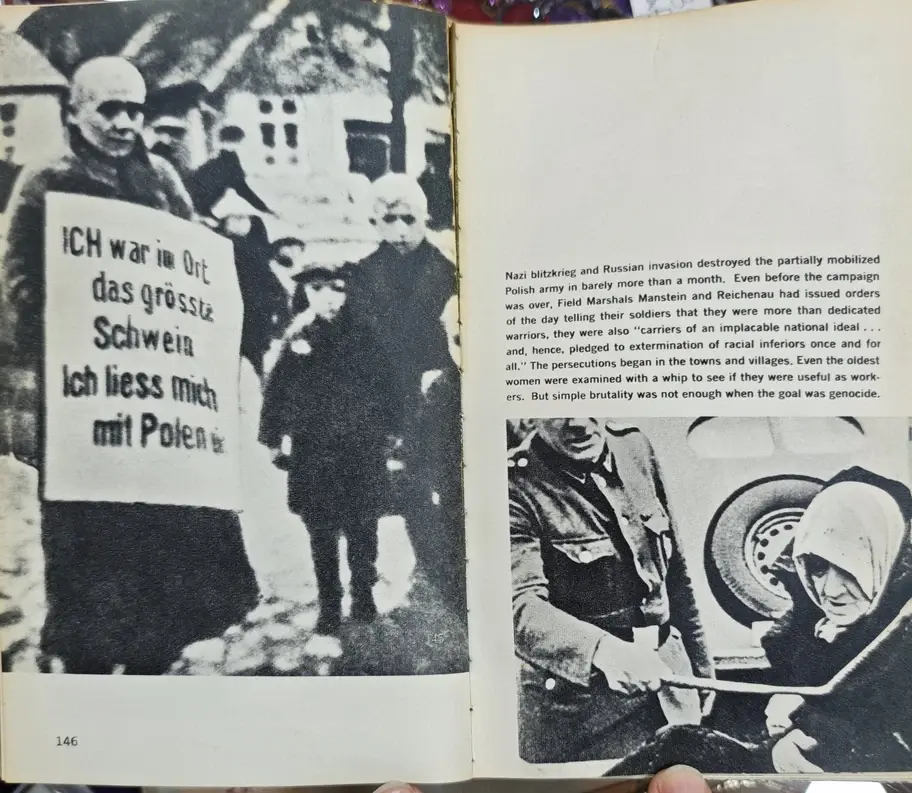 ICH war im Ort
das grösste
Schwein
Ich liess mich
mit Polen ein
146
Nazi blitzkrieg and Russian invasion destroyed the partially mobilized
Polish army in barely more than a month. Even before the campaign
was over, Field Marshals Manstein and Reichenau had issued orders
of the day telling their soldiers that they were more than dedicated
warriors, they were also "carriers of an implacable national ideal . . .
and, hence, pledged to extermination of racial inferiors once and for
all." The persecutions began in the towns and villages. Even the oldest
women were examined with a whip to see if they were useful as work-
ers. But simple brutality was not enough when the goal was genocide.